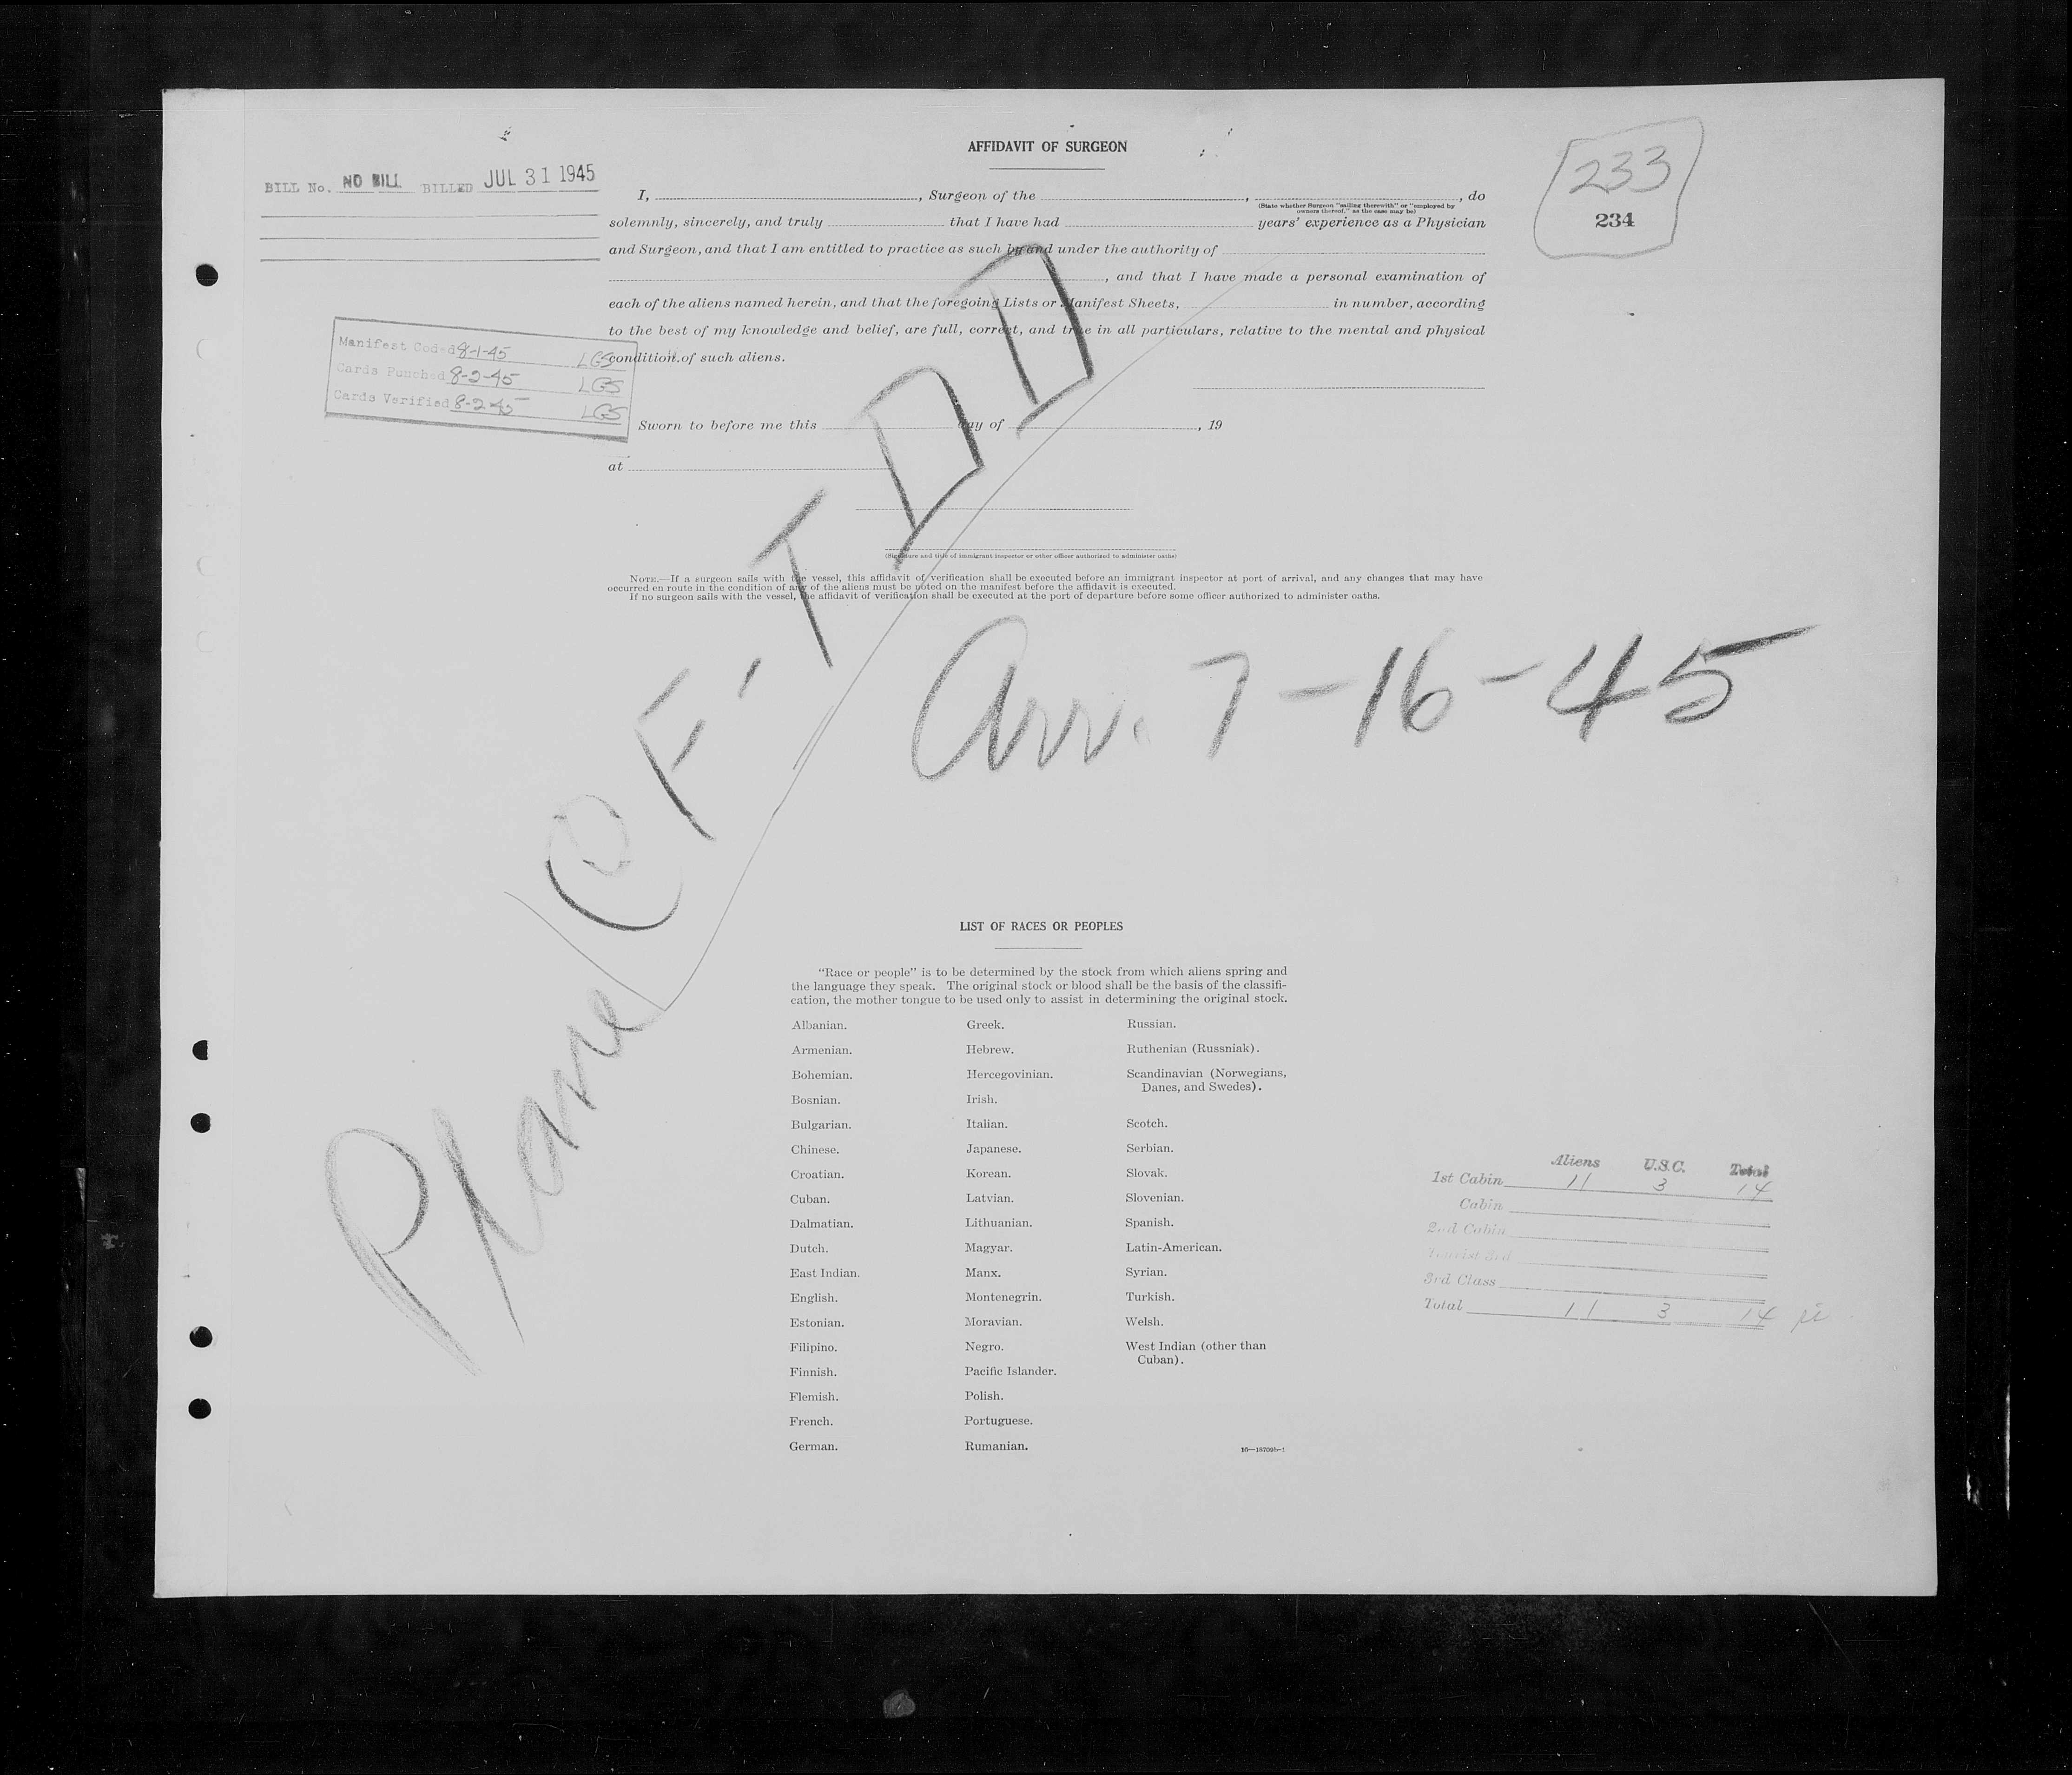 AFFIDAVIT OF SURGEON
BILL No. NO BILL BILLED JUL 31 1945
233
234
I, , Surgeon of the , , do
(State whether Surgeon "sailing therewith" or "employed by
owners thereof," as the case may be)
solemnly, sincerely, and truly that I have had years' experience as a Physician
and Surgeon, and that I am entitled to practice as such by and under the authority of
, and that I have made a personal examination of
each of the aliens named herein, and that the foregoing Lists or Manifest Sheets, in number, according
to the best of my knowledge and belief, are full, correct, and true in all particulars, relative to the mental and physical
condition of such aliens.
Manifest Coded 8-1-45 LGS
Cards Punched 8-2-45 LGS
Cards Verified 8-2-45 LGS
Sworn to before me this day of , 19
at
(Signature and title of immigrant inspector or other officer authorized to administer oaths)
NOTE.—If a surgeon sails with the vessel, this affidavit of verification shall be executed before an immigrant inspector at port of arrival, and any changes that may have
occurred en route in the condition of any of the aliens must be noted on the manifest before the affidavit is executed.
If no surgeon sails with the vessel, the affidavit of verification shall be executed at the port of departure before some officer authorized to administer oaths.
Plane CF-TDD
Arr. 7-16-45
LIST OF RACES OR PEOPLES
"Race or people" is to be determined by the stock from which aliens spring and
the language they speak. The original stock or blood shall be the basis of the classifi-
cation, the mother tongue to be used only to assist in determining the original stock.
Albanian.
Armenian.
Bohemian.
Bosnian.
Bulgarian.
Chinese.
Croatian.
Cuban.
Dalmatian.
Dutch.
East Indian.
English.
Estonian.
Filipino.
Finnish.
Flemish.
French.
German.
Greek.
Hebrew.
Hercegovinian.
Irish.
Italian.
Japanese.
Korean.
Latvian.
Lithuanian.
Magyar.
Manx.
Montenegrin.
Moravian.
Negro.
Pacific Islander.
Polish.
Portuguese.
Rumanian.
Russian.
Ruthenian (Russniak).
Scandinavian (Norwegians,
Danes, and Swedes).
Scotch.
Serbian.
Slovak.
Slovenian.
Spanish.
Latin-American.
Syrian.
Turkish.
Welsh.
West Indian (other than
Cuban).
Aliens U.S.C. Total
1st Cabin 11 3 14
Cabin
2nd Cabin
Tourist 3rd
3rd Class
Total 11 3 14